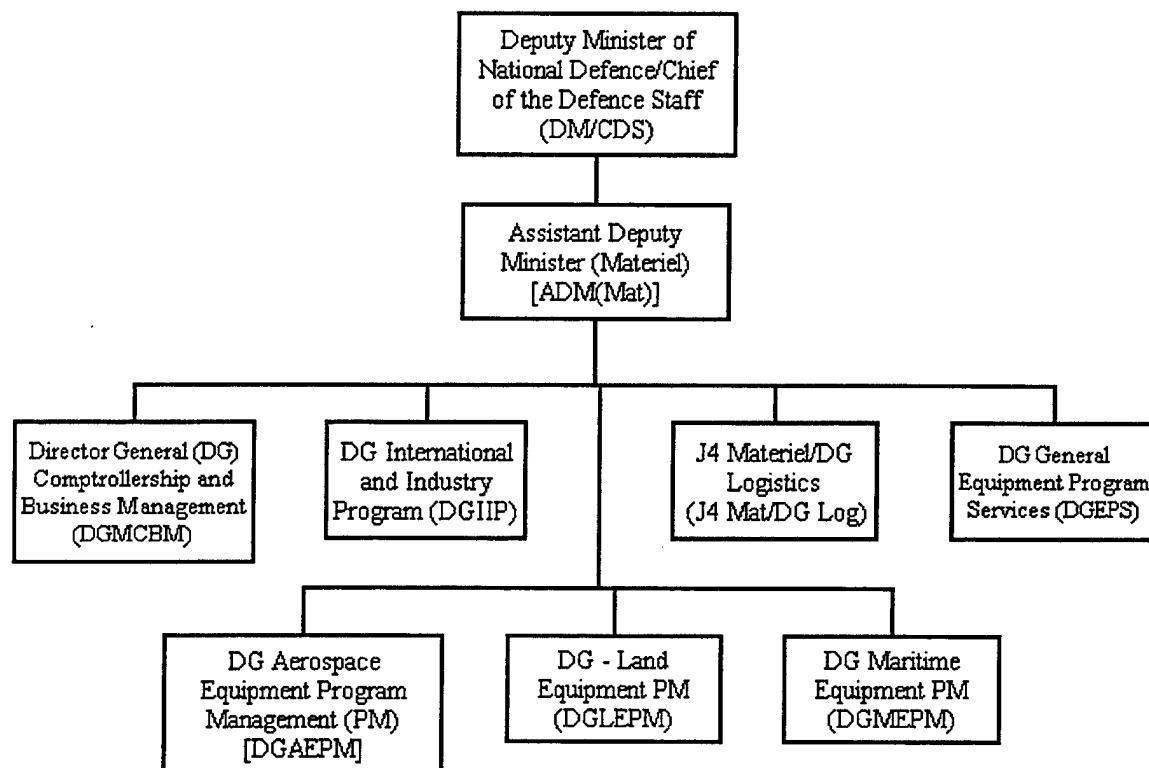 Deputy Minister of
National Defence/Chief
of the Defence Staff
(DM/CDS)
Assistant Deputy
Minister (Materiel)
[ADM(Mat)]
Director General (DG)
Comptrollership and
Business Management
(DGMCBM)
DG International
and Industry
Program (DGIIP)
J4 Materiel/DG
Logistics
(J4 Mat/DG Log)
DG General
Equipment Program
Services (DGEPS)
DG Aerospace
Equipment Program
Management (PM)
[DGAEPM]
DG - Land
Equipment PM
(DGLEPM)
DG Maritime
Equipment PM
(DGMEPM)